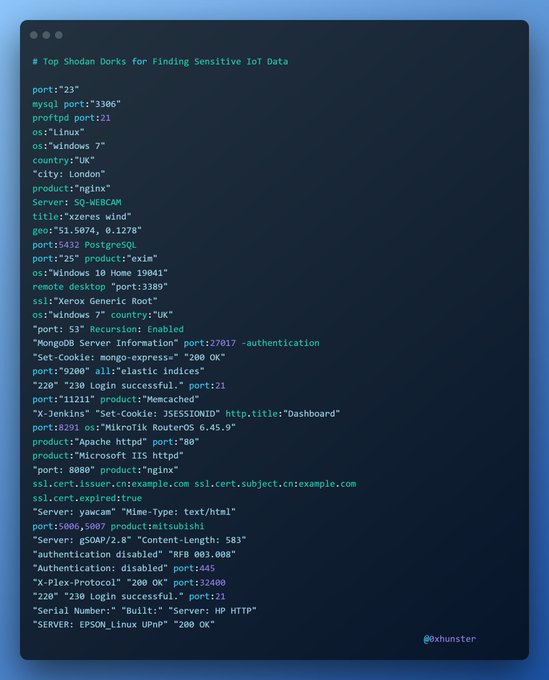 # Top Shodan Dorks for Finding Sensitive IoT Data
port:"23"
mysql port:"3306"
proftpd port:21
os:"Linux"
os:"windows 7"
country:"UK"
"city: London"
product:"nginx"
Server: SQ-WEBCAM
title:"xzeres wind"
geo:"51.5074, 0.1278"
port:5432 PostgreSQL
port:"25" product:"exim"
os:"Windows 10 Home 19041"
remote desktop "port:3389"
ssl:"Xerox Generic Root"
os:"windows 7" country:"UK"
"port: 53" Recursion: Enabled
"MongoDB Server Information" port:27017 -authentication
"Set-Cookie: mongo-express=" "200 OK"
port:"9200" all:"elastic indices"
"220" "230 Login successful." port:21
port:"11211" product:"Memcached"
"X-Jenkins" "Set-Cookie: JSESSIONID" http.title:"Dashboard"
port:8291 os:"MikroTik RouterOS 6.45.9"
product:"Apache httpd" port:"80"
product:"Microsoft IIS httpd"
"port: 8080" product:"nginx"
ssl.cert.issuer.cn:example.com ssl.cert.subject.cn:example.com
ssl.cert.expired:true
"Server: yawcam" "Mime-Type: text/html"
port:5006,5007 product:mitsubishi
"Server: gSOAP/2.8" "Content-Length: 583"
"authentication disabled" "RFB 003.008"
"Authentication: disabled" port:445
"X-Plex-Protocol" "200 OK" port:32400
"220" "230 Login successful." port:21
"Serial Number:" "Built:" "Server: HP HTTP"
"SERVER: EPSON_Linux UPnP" "200 OK"
@0xhunster